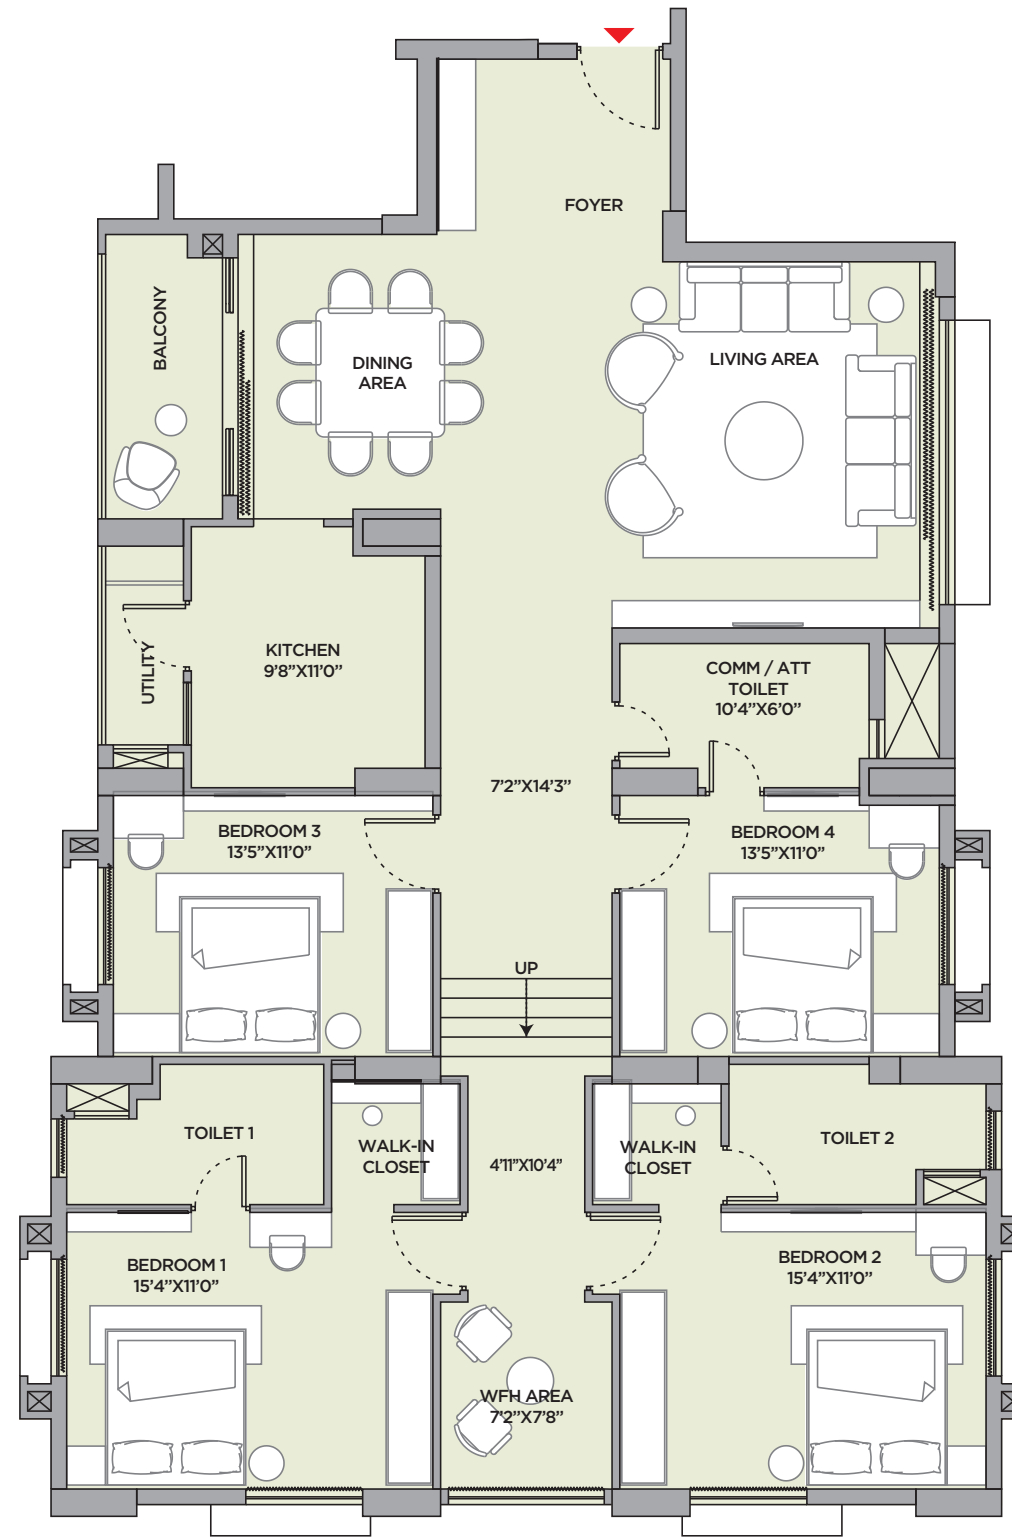 FOYER
BALCONY
DINING
AREA
LIVING AREA
UTILITY
KITCHEN
9'8"X11'0"
COMM / ATT
TOILET
10'4"X6'0"
7'2"X14'3"
BEDROOM 3
13'5"X11'0"
BEDROOM 4
13'5"X11'0"
UP
TOILET 1
WALK-IN
CLOSET
4'11"X10'4"
WALK-IN
CLOSET
TOILET 2
BEDROOM 1
15'4"X11'0"
BEDROOM 2
15'4"X11'0"
WFH AREA
7'2"X7'8"